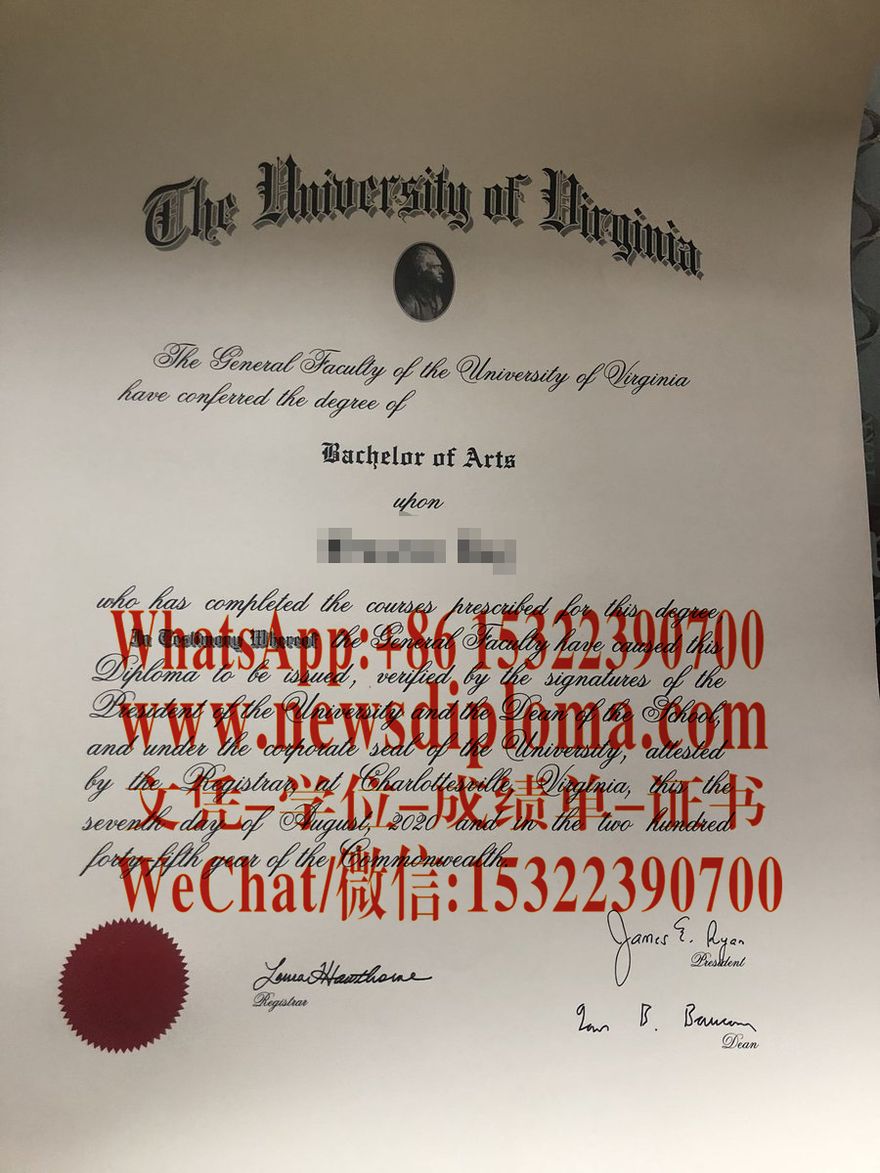 The University of Virginia
The General Faculty of the University of Virginia
have conferred the degree of
Bachelor of Arts
upon
who has completed the courses prescribed for this degree
In Testimony Whereof the General Faculty have caused this
WhatsApp:+86 15322390700
Diploma to be issued, verified by the signatures of the
President of the University and the Dean of the School,
www.newsdiploma.com
and under the corporate seal of the University, attested
by the Registrar, at Charlottesville, Virginia, this the
文凭-学位-成绩单-证书
seventh day of August, 2020 and in the two hundred
forty-fifth year of the Commonwealth.
WeChat/微信:15322390700
James E. Ryan
President
Registrar
Dean